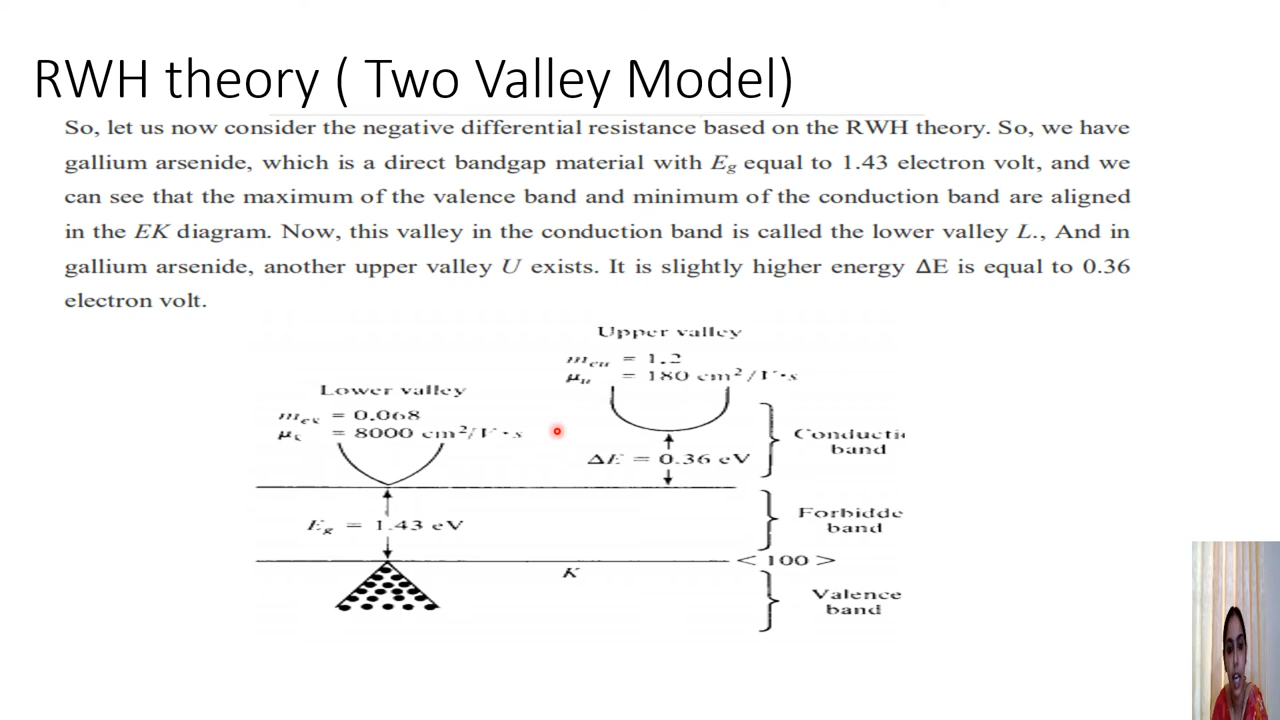 RWH theory ( Two Valley Model)
So, let us now consider the negative differential resistance based on the RWH theory. So, we have
gallium arsenide, which is a direct bandgap material with Eg equal to 1.43 electron volt, and we
can see that the maximum of the valence band and minimum of the conduction band are aligned
in the EK diagram. Now, this valley in the conduction band is called the lower valley L., And in
gallium arsenide, another upper valley U exists. It is slightly higher energy ΔE is equal to 0.36
electron volt.
Upper valley
meu = 1.2
μu = 180 cm²/V·s
Lower valley
= 0.068
= 8000 cm²/V·s
Conducti
band
ΔE = 0.36 eV
Forbidde
band
Eg = 1.43 eV
<100>
K
Valence
band